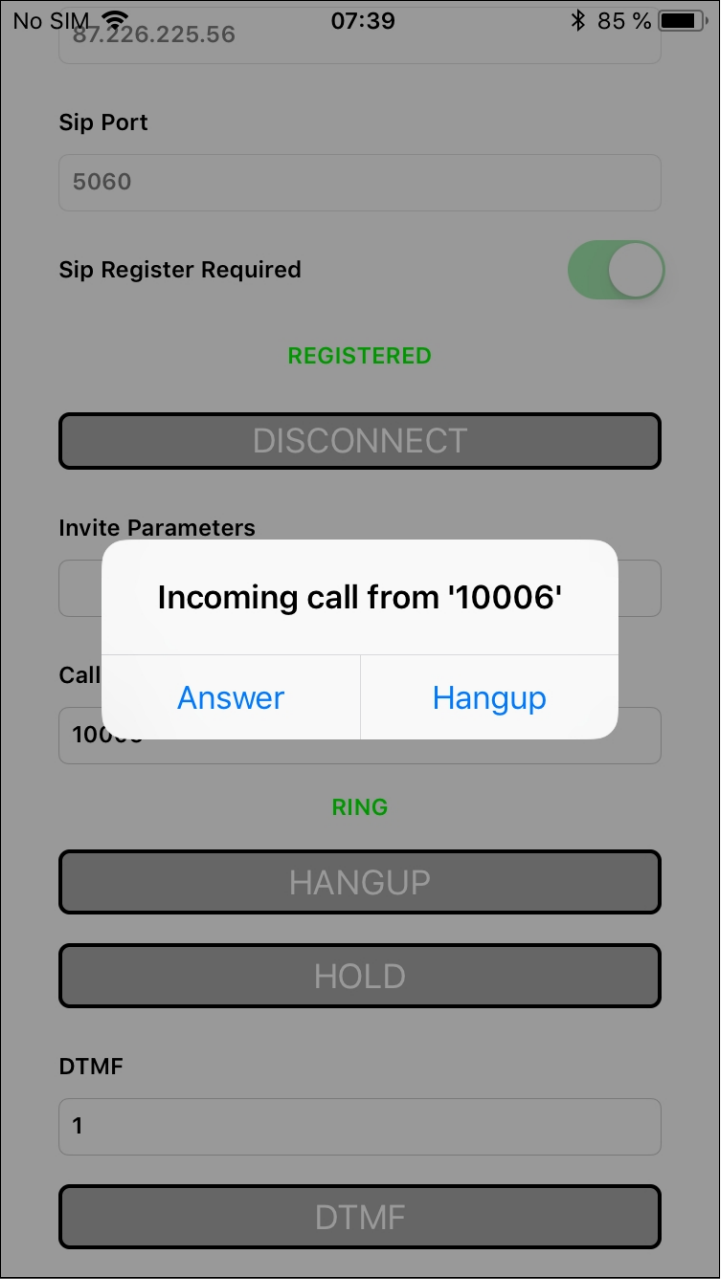 No SIM 07:39 85 %
87.226.225.56
Sip Port
5060
Sip Register Required
REGISTERED
DISCONNECT
Invite Parameters
Incoming call from '10006'
Call
Answer Hangup
RING
HANGUP
HOLD
DTMF
1
DTMF